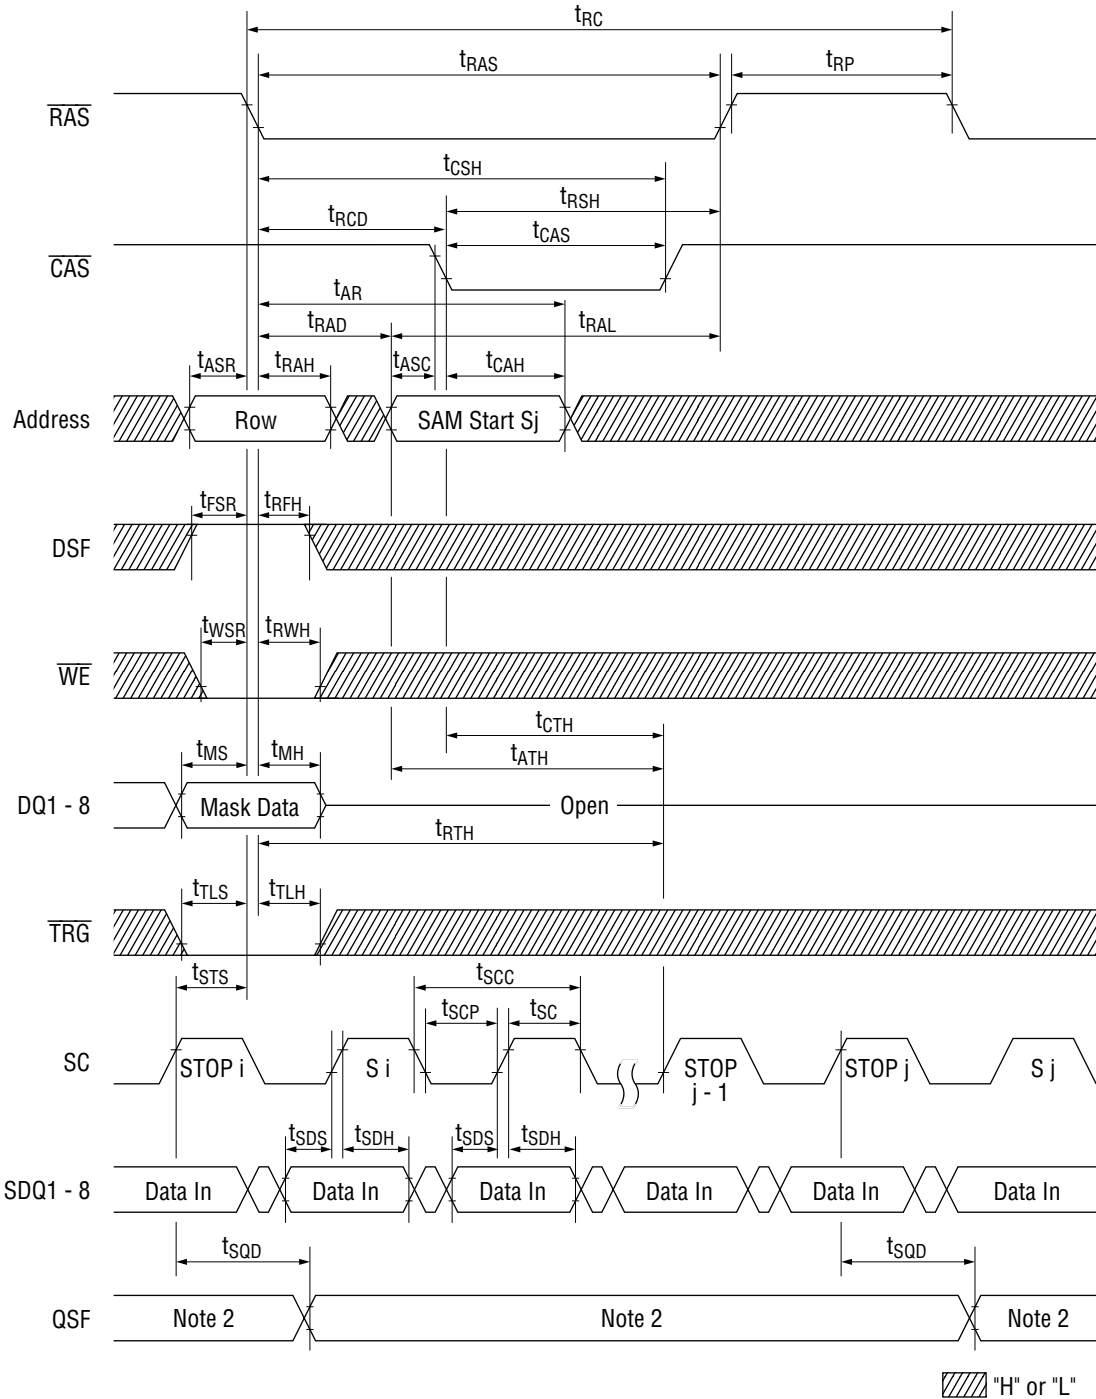 tRC
tRAS
tRP
RAS
tCSH
tRSH
tRCD
tCAS
CAS
tAR
tRAD
tRAL
tASR
tRAH
tASC
tCAH
Address
Row
SAM Start Sj
tFSR
tRFH
DSF
tWSR
tRWH
WE
tCTH
tMS
tMH
tATH
DQ1 - 8
Mask Data
Open
tRTH
tTLS
tTLH
TRG
tSTS
tSCC
tSCP
tSC
SC
STOP i
S i
STOP
j - 1
STOP j
S j
tSDS
tSDH
tSDS
tSDH
SDQ1 - 8
Data In
Data In
Data In
Data In
Data In
Data In
tSQD
tSQD
QSF
Note 2
Note 2
Note 2
"H" or "L"